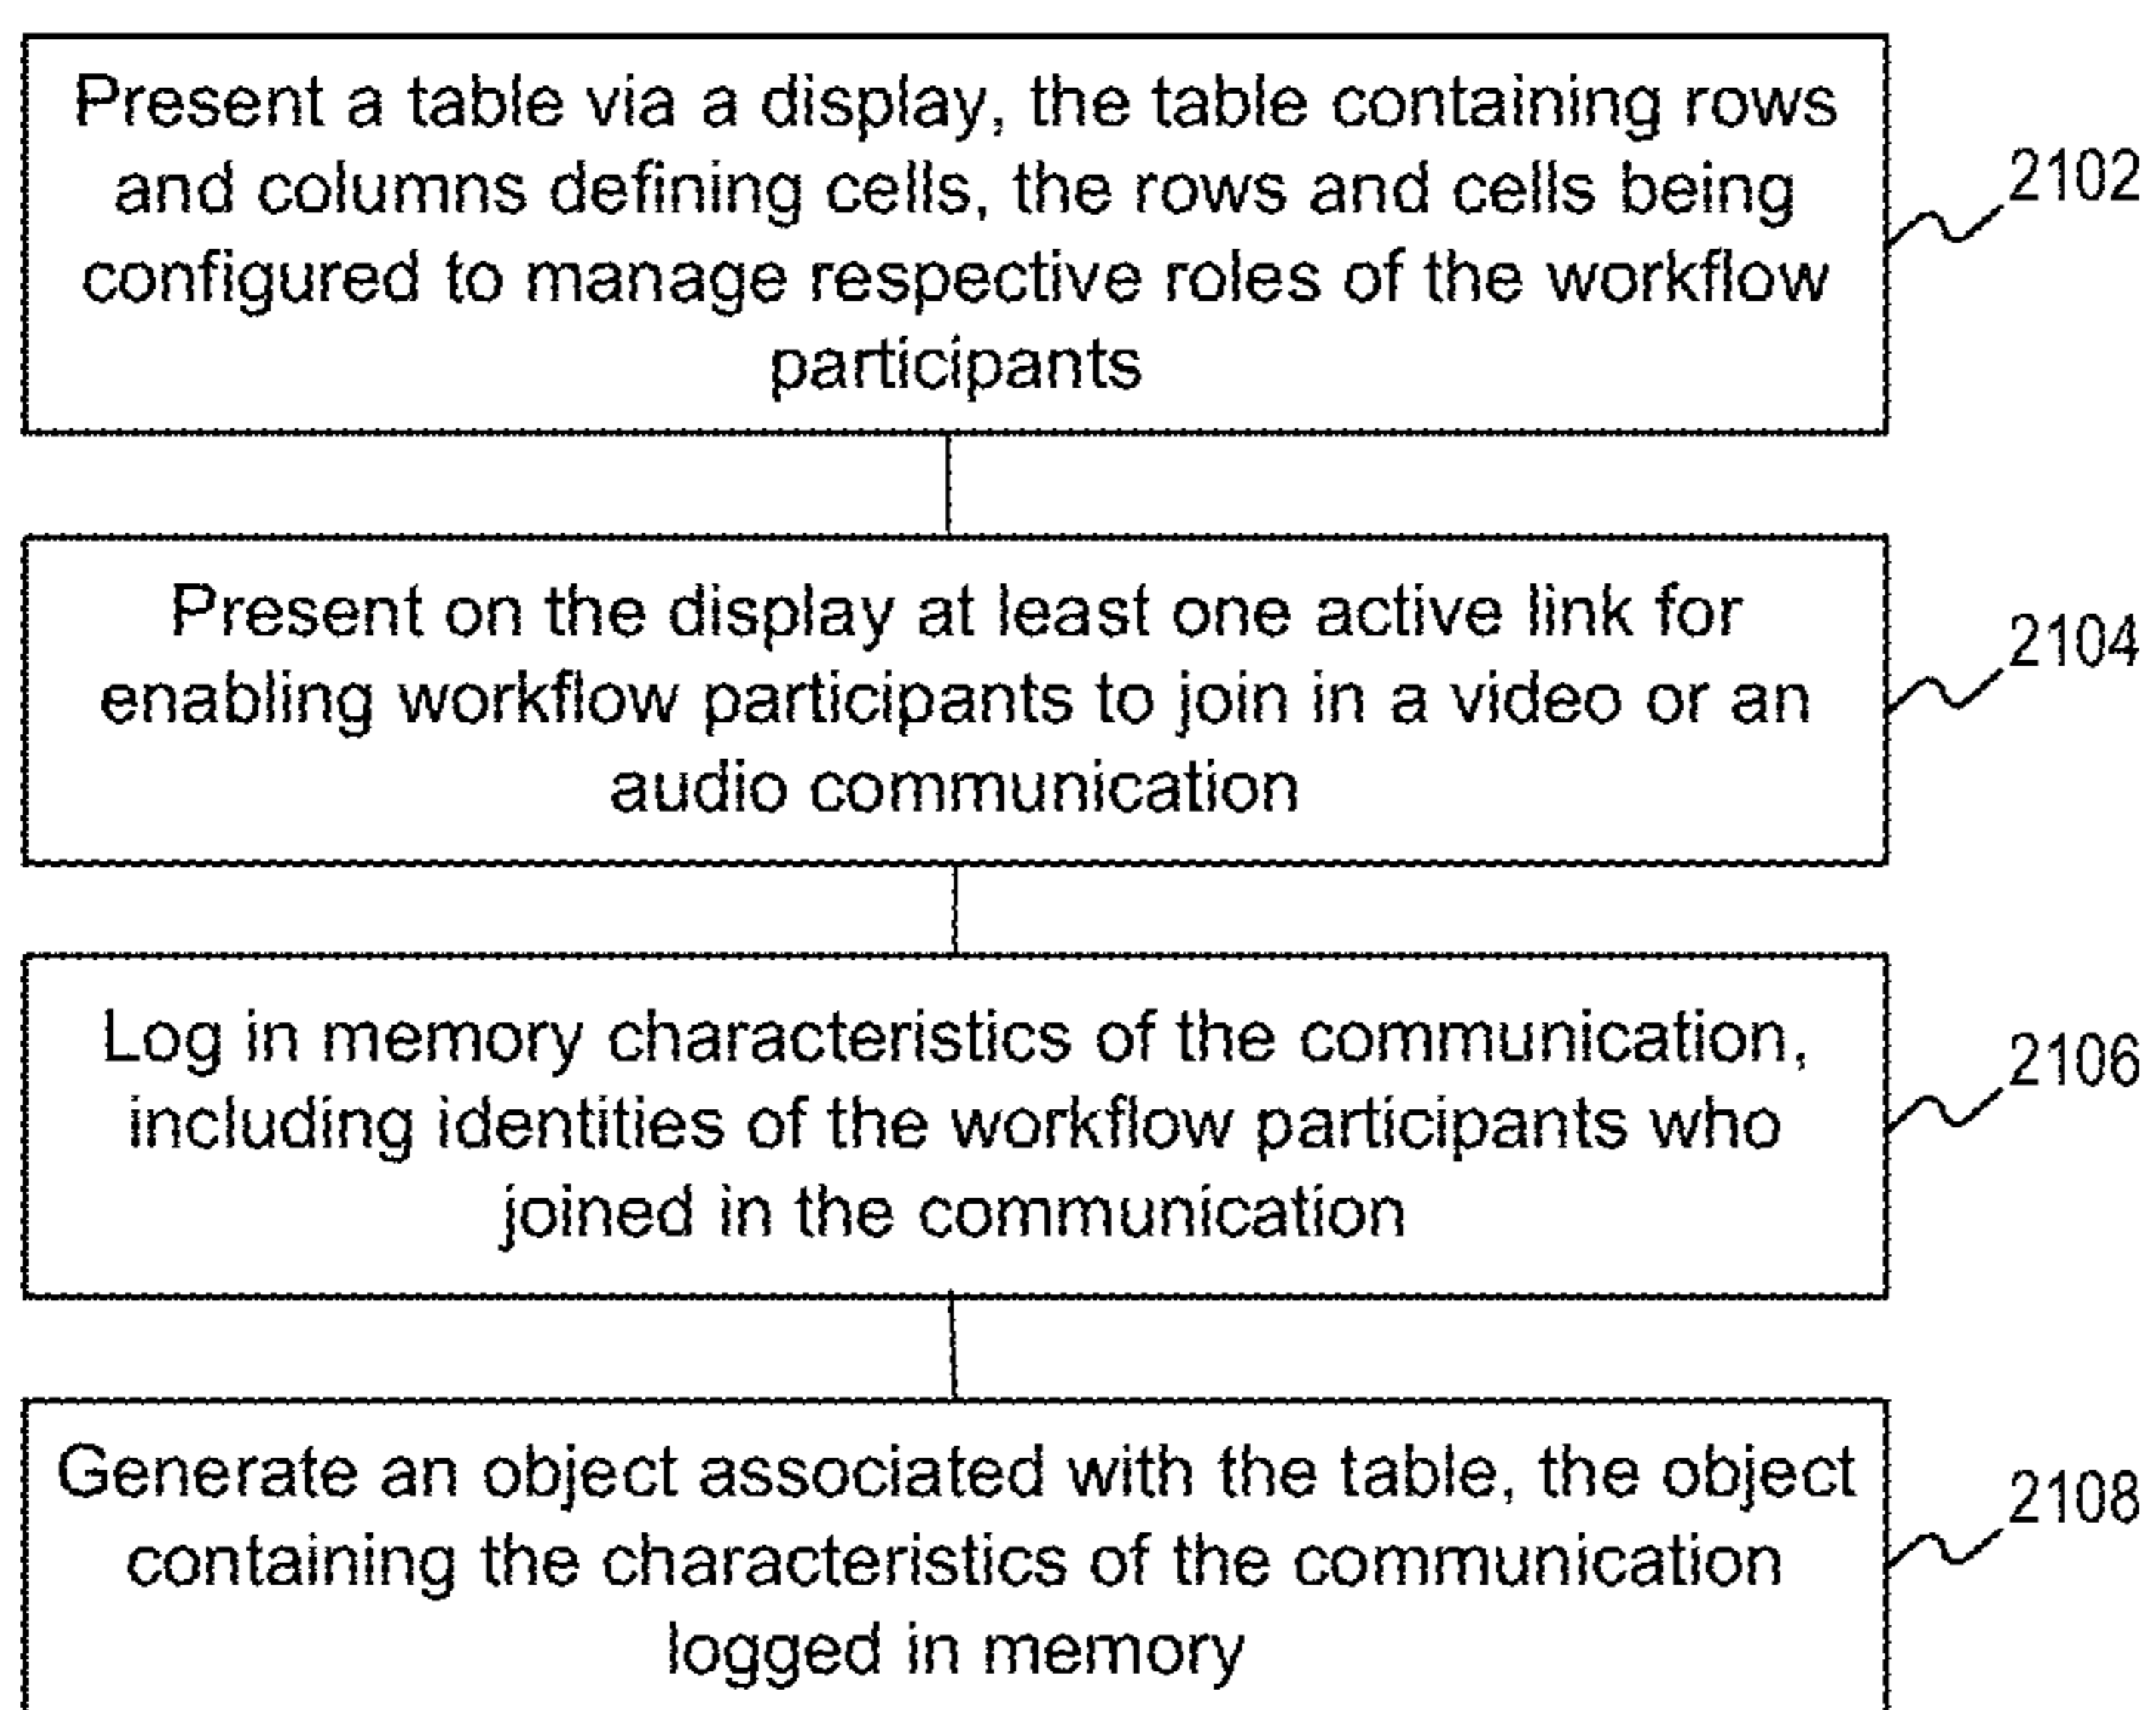 Present a table via a display, the table containing rows
and columns defining cells, the rows and cells being
configured to manage respective roles of the workflow
participants
2102
Present on the display at least one active link for
enabling workflow participants to join in a video or an
audio communication
2104
Log in memory characteristics of the communication,
including identities of the workflow participants who
joined in the communication
2106
Generate an object associated with the table, the object
containing the characteristics of the communication
logged in memory
2108